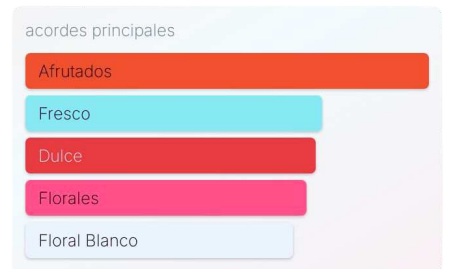 acordes principales
Afrutados
Fresco
Dulce
Florales
Floral Blanco